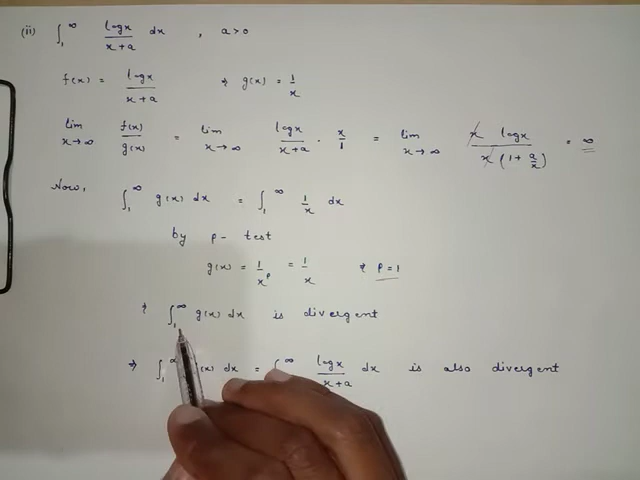 (ii) ∫₁^∞ logx/(x+a) dx , a>0
f(x) = logx/(x+a) & g(x) = 1/x
lim x→∞ f(x)/g(x) = lim x→∞ logx/(x+a) · x/1 = lim x→∞ x logx/(x(1+a/x)) = ∞
Now,
∫₁^∞ g(x) dx = ∫₁^∞ 1/x dx
by p-test
g(x) = 1/x^p = 1/x & p=1
⇒ ∫₁^∞ g(x) dx is divergent
⇒ ∫₁^∞ (x) dx = ∫ ^∞ logx/(x+a) dx is also divergent